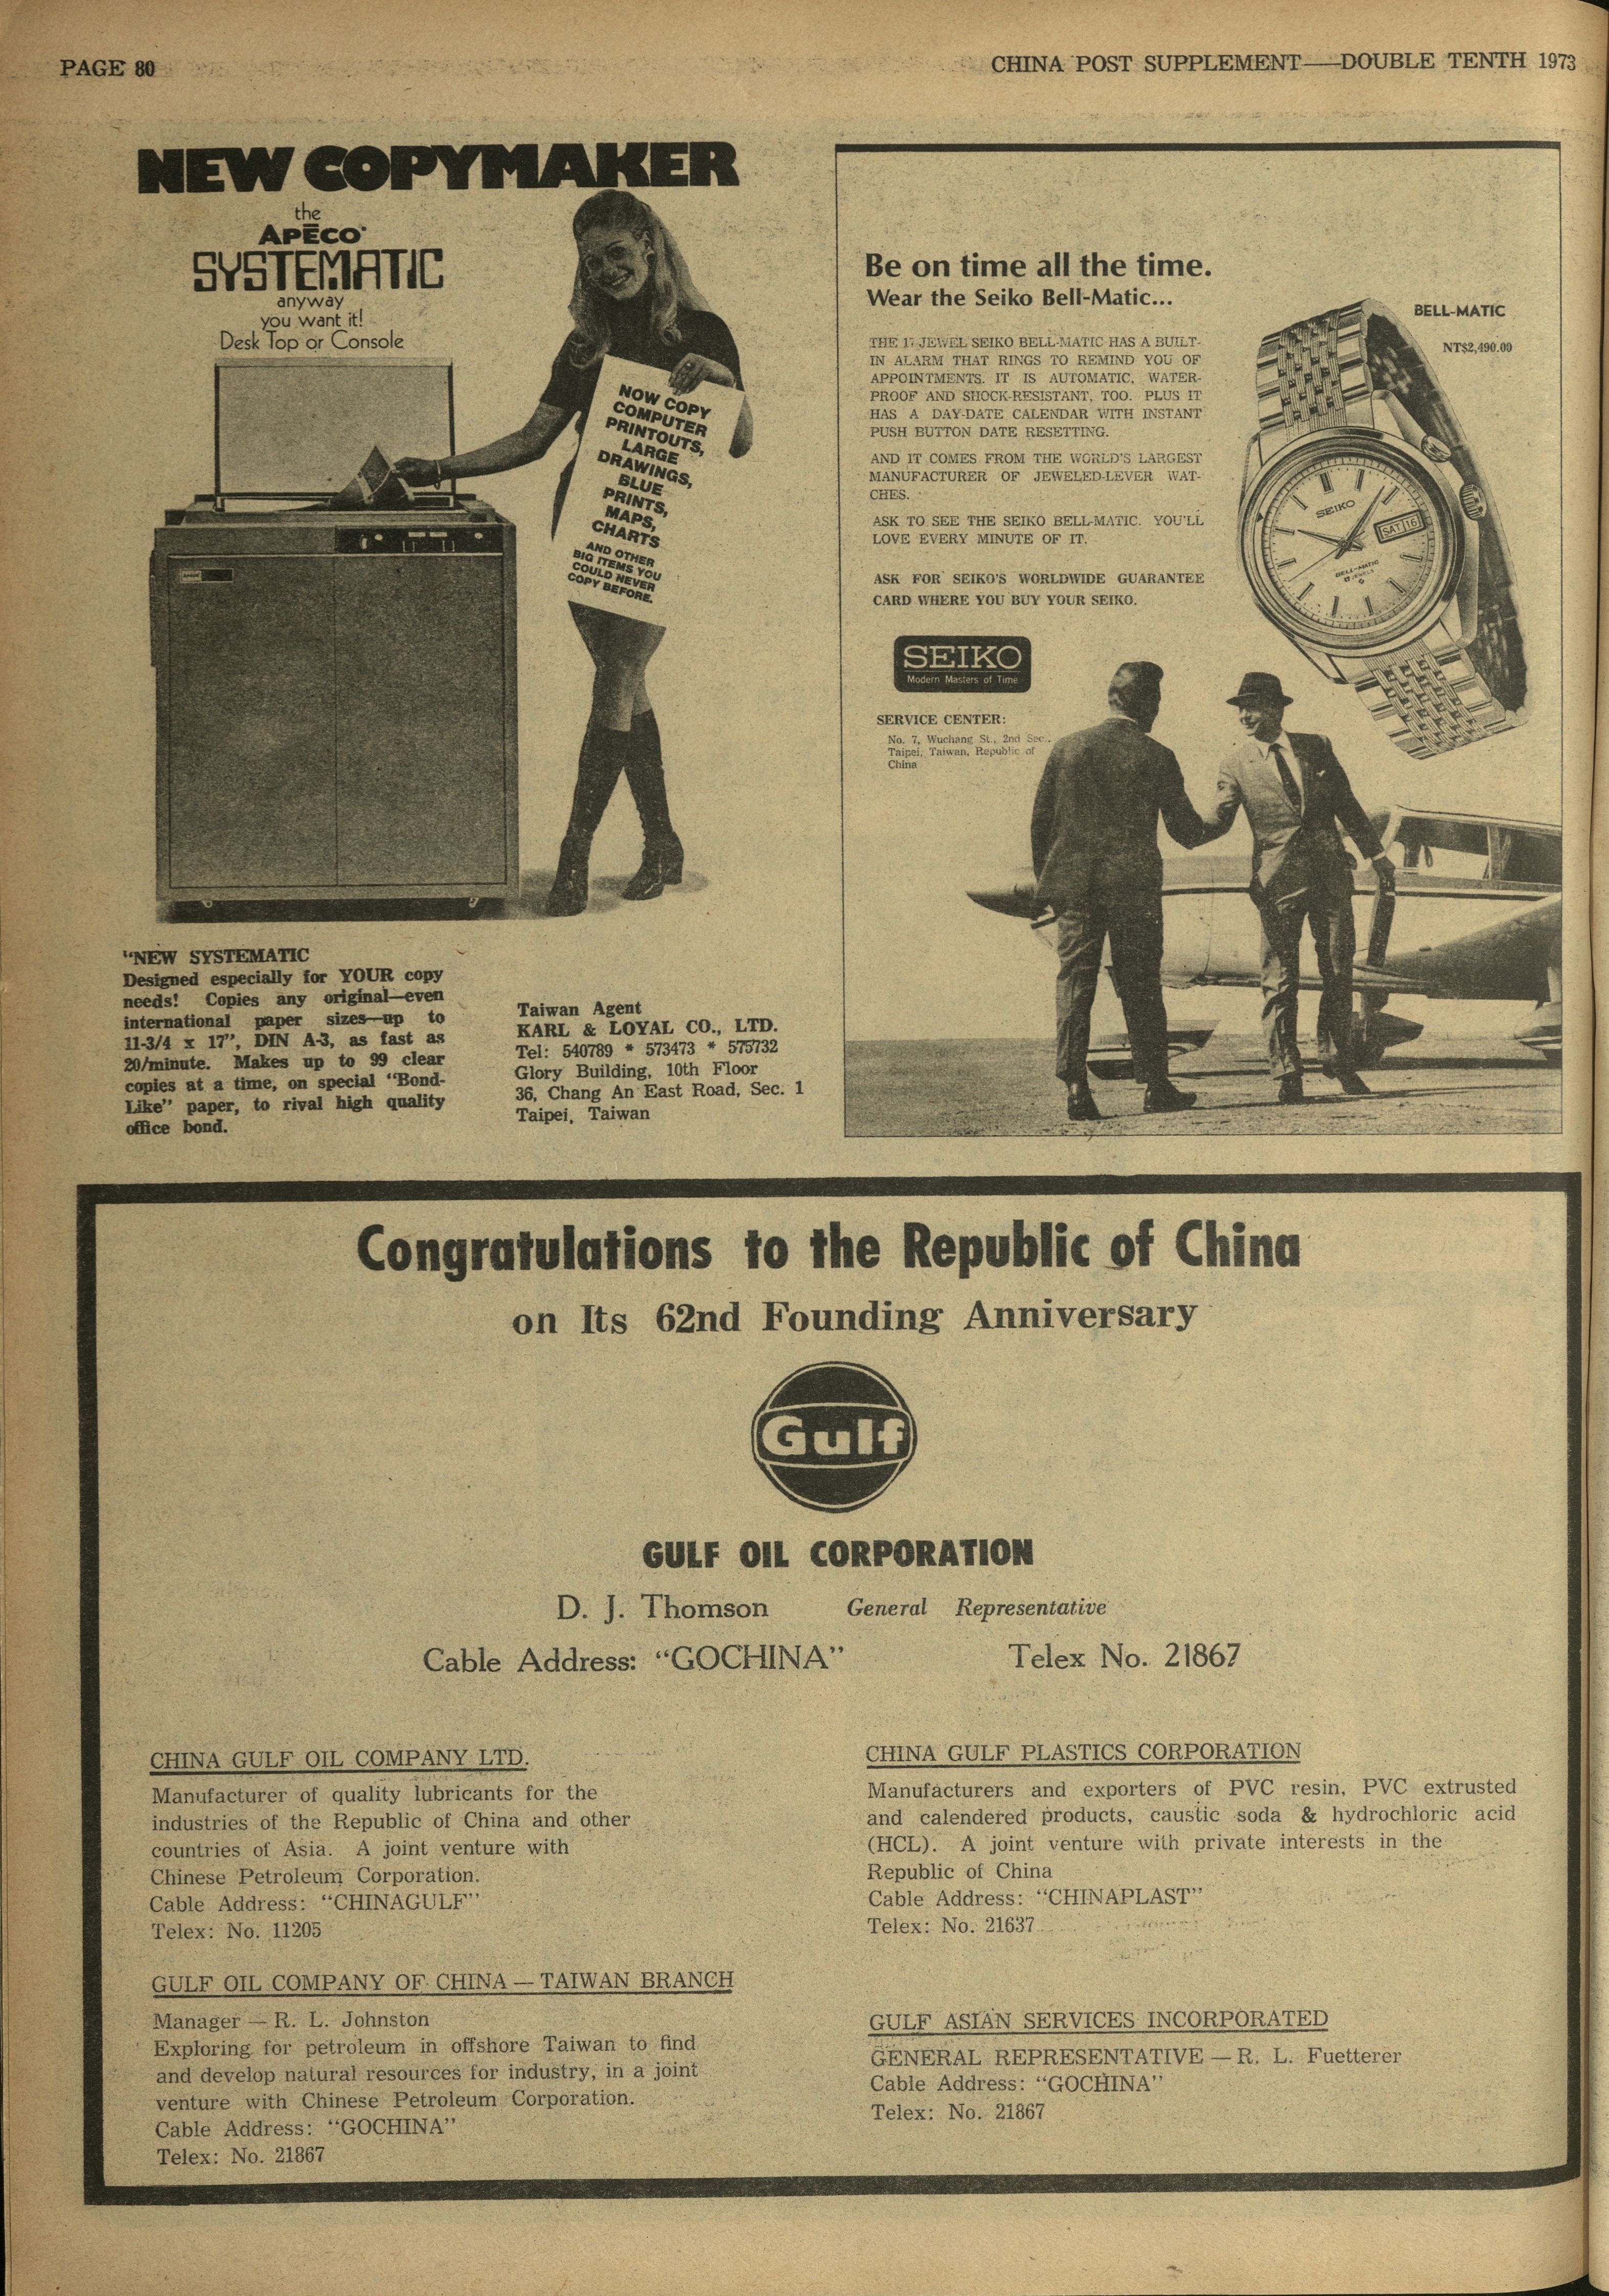 PAGE 80
CHINA POST SUPPLEMENT—DOUBLE TENTH 1973
NEW COPYMAKER
the
APECO
SYSTEMATIC
anyway
you want it!
Desk Top or Console
NOW COPY
COMPUTER
PRINTOUTS,
LARGE
DRAWINGS,
BLUE
PRINTS,
MAPS,
CHARTS
AND OTHER
BIG ITEMS YOU
COULD NEVER
COPY BEFORE.
"NEW SYSTEMATIC
Designed especially for YOUR copy
needs! Copies any original—even
international paper sizes—up to
11-3/4 x 17", DIN A-3, as fast as
20/minute. Makes up to 99 clear
copies at a time, on special "Bond-
Like" paper, to rival high quality
office bond.
Taiwan Agent
KARL & LOYAL CO., LTD.
Tel: 540789 * 573473 * 575732
Glory Building, 10th Floor
36, Chang An East Road, Sec. 1
Taipei, Taiwan
Be on time all the time.
Wear the Seiko Bell-Matic...
THE 17 JEWEL SEIKO BELL-MATIC HAS A BUILT-
IN ALARM THAT RINGS TO REMIND YOU OF
APPOINTMENTS. IT IS AUTOMATIC, WATER-
PROOF AND SHOCK-RESISTANT, TOO. PLUS IT
HAS A DAY-DATE CALENDAR WITH INSTANT
PUSH BUTTON DATE RESETTING.
AND IT COMES FROM THE WORLD'S LARGEST
MANUFACTURER OF JEWELED-LEVER WAT-
CHES.
ASK TO SEE THE SEIKO BELL-MATIC. YOU'LL
LOVE EVERY MINUTE OF IT.
ASK FOR SEIKO'S WORLDWIDE GUARANTEE
CARD WHERE YOU BUY YOUR SEIKO.
BELL-MATIC
NT$2,490.00
SEIKO
SAT 16
BELL-MATIC
SEIKO
Modern Masters of Time
SERVICE CENTER:
No. 7, Wuchang St., 2nd Sec.,
Taipei, Taiwan, Republic of
China
Congratulations to the Republic of China
on Its 62nd Founding Anniversary
Gulf
GULF OIL CORPORATION
D. J. Thomson General Representative
Cable Address: "GOCHINA" Telex No. 21867
CHINA GULF OIL COMPANY LTD.
Manufacturer of quality lubricants for the
industries of the Republic of China and other
countries of Asia. A joint venture with
Chinese Petroleum Corporation.
Cable Address: "CHINAGULF"
Telex: No. 11205
GULF OIL COMPANY OF CHINA — TAIWAN BRANCH
Manager — R. L. Johnston
Exploring for petroleum in offshore Taiwan to find
and develop natural resources for industry, in a joint
venture with Chinese Petroleum Corporation.
Cable Address: "GOCHINA"
Telex: No. 21867
CHINA GULF PLASTICS CORPORATION
Manufacturers and exporters of PVC resin, PVC extrusted
and calendered products, caustic soda & hydrochloric acid
(HCL). A joint venture with private interests in the
Republic of China
Cable Address: "CHINAPLAST"
Telex: No. 21637
GULF ASIAN SERVICES INCORPORATED
GENERAL REPRESENTATIVE — R. L. Fuetterer
Cable Address: "GOCHINA"
Telex: No. 21867